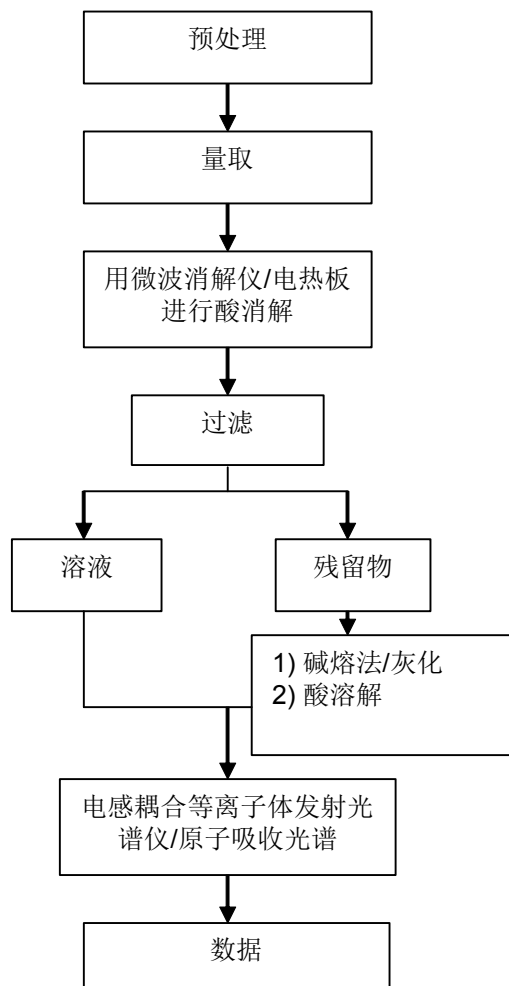 预处理
量取
用微波消解仪/电热板
进行酸消解
过滤
溶液
残留物
1) 碱熔法/灰化
2) 酸溶解
电感耦合等离子体发射光
谱仪/原子吸收光谱
数据